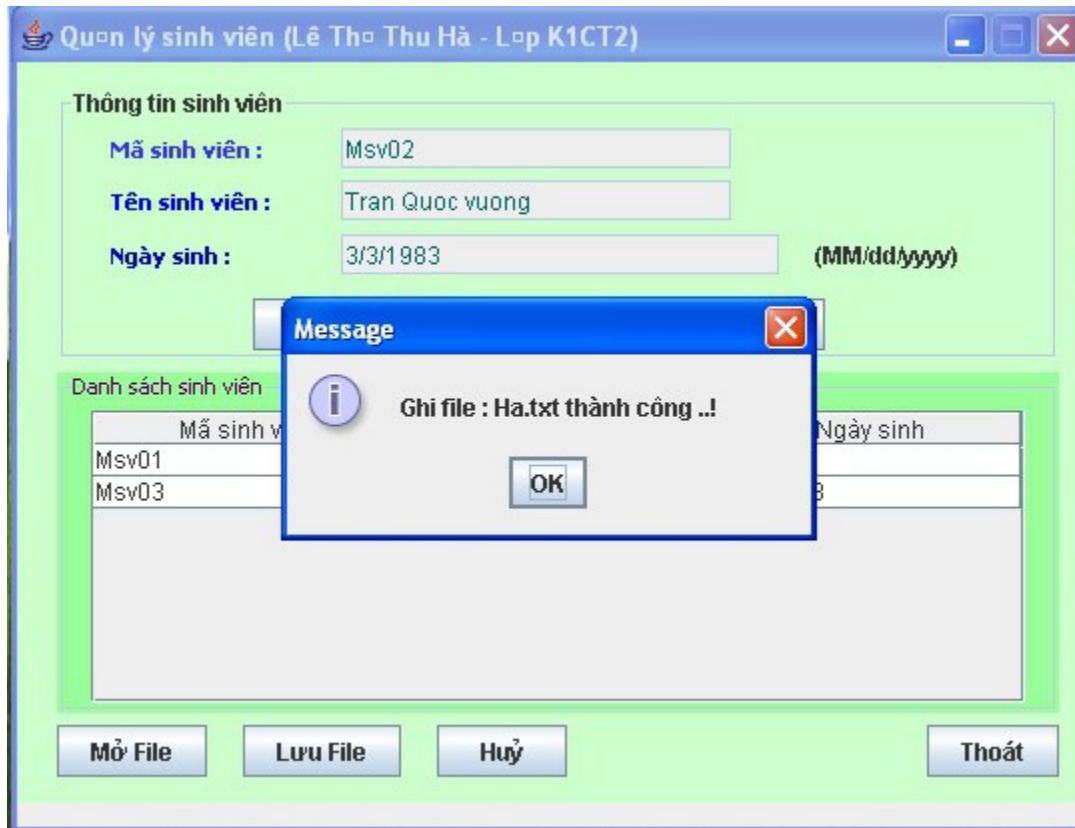 Qu¤n lý sinh viên (Lê Th¤ Thu Hà - L¤p K1CT2)
Thông tin sinh viên
Mã sinh viên :
Msv02
Tên sinh viên :
Tran Quoc vuong
Ngày sinh :
3/3/1983
(MM/dd/yyyy)
Message
Ghi file : Ha.txt thành công ..!
OK
Danh sách sinh viên
Mã sinh
Ngày sinh
Msv01
Msv03
Mở File
Lưu File
Huỷ
Thoát